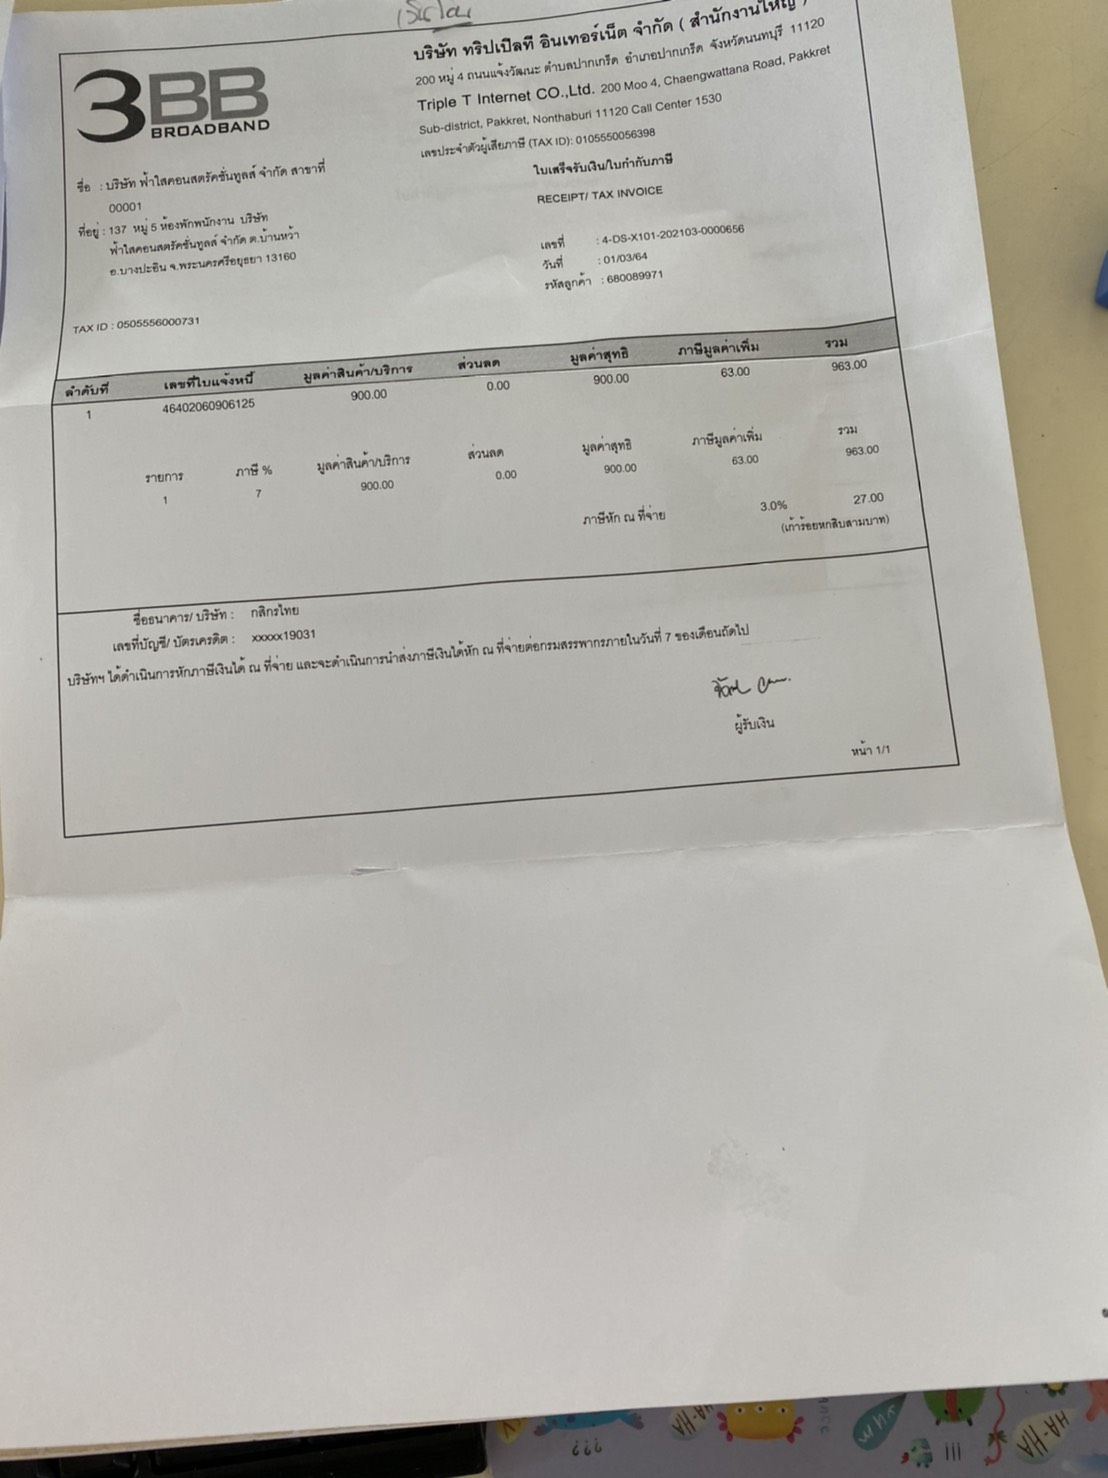 เงินโอน
บริษัท ทริปเปิลที อินเทอร์เน็ต จำกัด ( สำนักงานใหญ่ )
200 หมู่ 4 ถนนแจ้งวัฒนะ ตำบลปากเกร็ด อำเภอปากเกร็ด จังหวัดนนทบุรี 11120
Triple T Internet CO.,Ltd. 200 Moo 4, Chaengwattana Road, Pakkret
Sub-district, Pakkret, Nonthaburi 11120 Call Center 1530
เลขประจำตัวผู้เสียภาษี (TAX ID): 0105550056398
3BB
BROADBAND
ใบเสร็จรับเงิน/ใบกำกับภาษี
RECEIPT/ TAX INVOICE
ชื่อ : บริษัท ฟ้าใสคอนสตรัคชั่นทูลส์ จำกัด สาขาที่
00001
ที่อยู่ : 137 หมู่ 5 ห้องพักพนักงาน บริษัท
ฟ้าใสคอนสตรัคชันทูลส์ จำกัด ต.บ้านหว้า
อ.บางปะอิน จ.พระนครศรีอยุธยา 13160
เลขที่ : 4-DS-X101-202103-0000656
วันที่ : 01/03/64
รหัสลูกค้า : 680089971
TAX ID : 0505556000731
ลำดับที่ เลขที่ใบแจ้งหนี้ มูลค่าสินค้า/บริการ ส่วนลด มูลค่าสุทธิ ภาษีมูลค่าเพิ่ม รวม
1 46402060906125 900.00 0.00 900.00 63.00 963.00
รายการ ภาษี % มูลค่าสินค้า/บริการ ส่วนลด มูลค่าสุทธิ ภาษีมูลค่าเพิ่ม รวม
1 7 900.00 0.00 900.00 63.00 963.00
ภาษีหัก ณ ที่จ่าย 3.0% 27.00
(เก้าร้อยหกสิบสามบาท)
ชื่อธนาคาร/ บริษัท : กสิกรไทย
เลขที่บัญชี/ บัตรเครดิต : xxxxx19031
บริษัทฯ ได้ดำเนินการหักภาษีเงินได้ ณ ที่จ่าย และจะดำเนินการนำส่งภาษีเงินได้หัก ณ ที่จ่ายต่อกรมสรรพากรภายในวันที่ 7 ของเดือนถัดไป
ผู้รับเงิน
หน้า 1/1
HA-HA
YUM
HA-HA
???
!!!